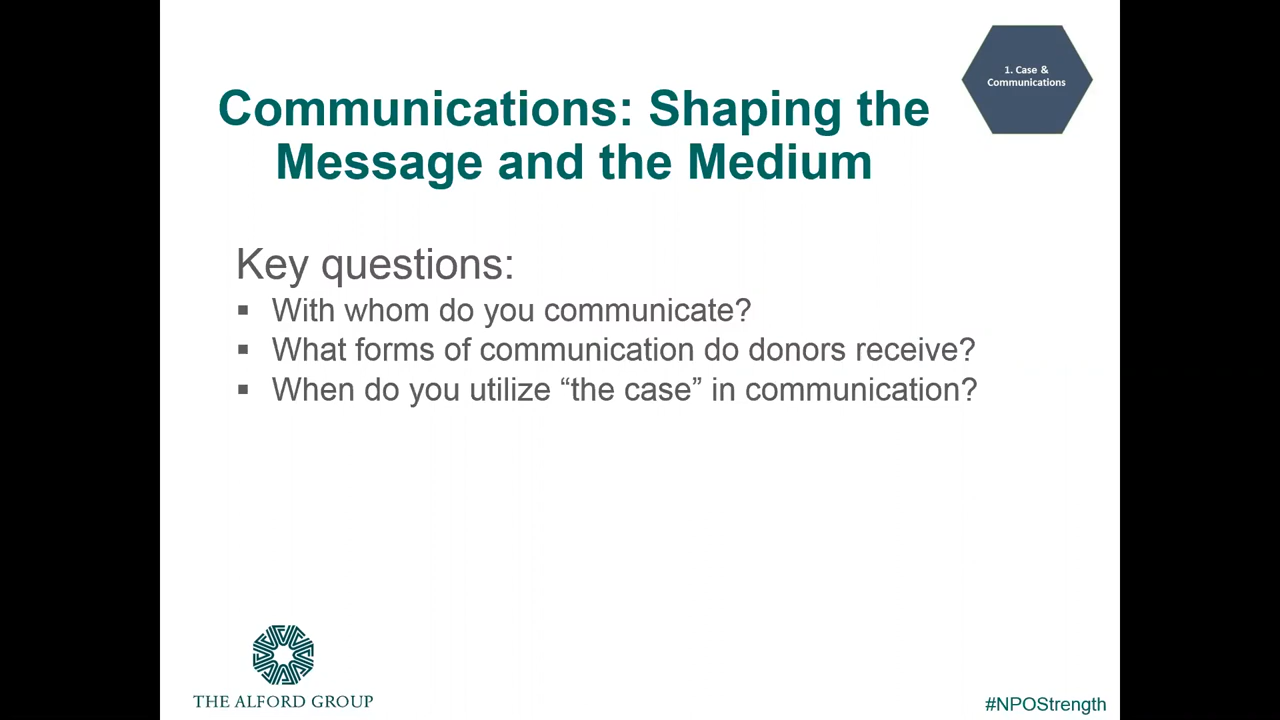 1. Case &
Communications
Communications: Shaping the
Message and the Medium
Key questions:
▪ With whom do you communicate?
▪ What forms of communication do donors receive?
▪ When do you utilize “the case” in communication?
THE ALFORD GROUP
#NPOStrength